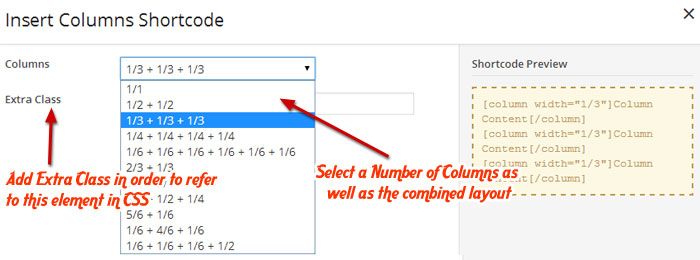 Insert Columns Shortcode
Columns
1/3 + 1/3 + 1/3
1/1
1/2 + 1/2
1/3 + 1/3 + 1/3
1/4 + 1/4 + 1/4 + 1/4
1/6 + 1/6 + 1/6 + 1/6 + 1/6 + 1/6
2/3 + 1/3
+ 1/2 + 1/4
5/6 + 1/6
1/6 + 4/6 + 1/6
1/6 + 1/6 + 1/6 + 1/2
Extra Class
Add Extra Class in order to refer
to this element in CSS
Select a Number of Columns as
well as the combined layout
Shortcode Preview
[column width="1/3"]Column
Content[/column]
[column width="1/3"]Column
Content[/column]
[column width="1/3"]Column
Content[/column]